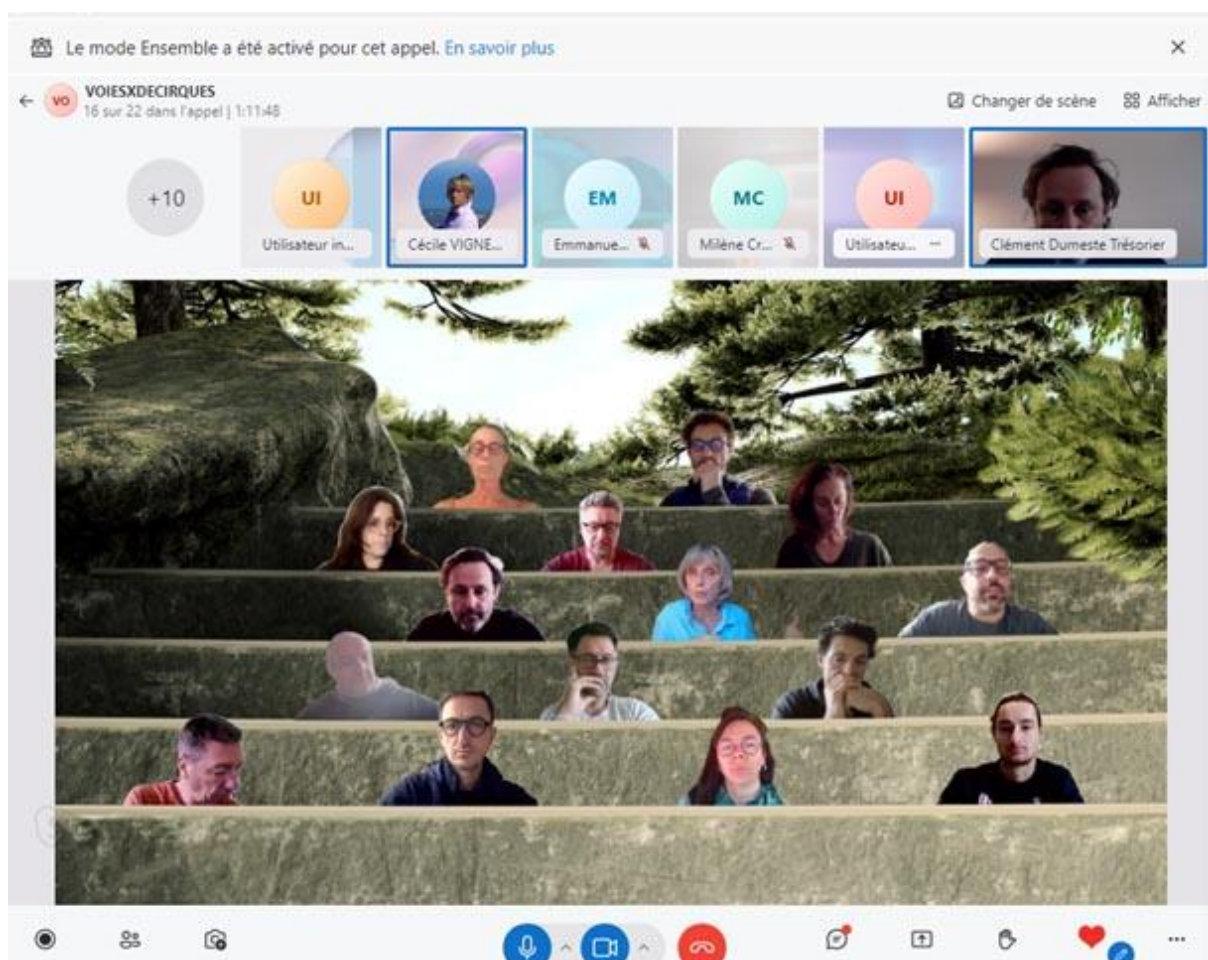 Le mode Ensemble a été activé pour cet appel. En savoir plus
VO
VOIESXDECIRQUES
16 sur 22 dans l'appel | 1:11:48
Changer de scène
Afficher
+10
UI
Utilisateur in...
Cécile VIGNE...
EM
Emmanue...
MC
Milène Cr...
UI
Utilisateu...
Clément Dumeste Trésorier